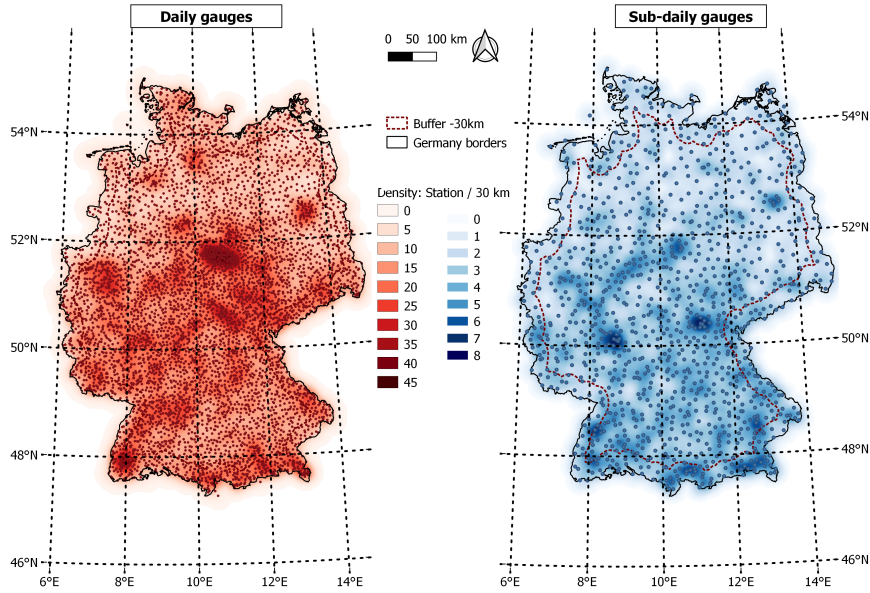 Daily gauges
Sub-daily gauges
0 50 100 km
Buffer -30km
Germany borders
Density: Station / 30 km
0
5
10
15
20
25
30
35
40
45
0
1
2
3
4
5
6
7
8
54°N
52°N
50°N
48°N
46°N
6°E 8°E 10°E 12°E 14°E
54°N
52°N
50°N
48°N
46°N
6°E 8°E 10°E 12°E 14°E